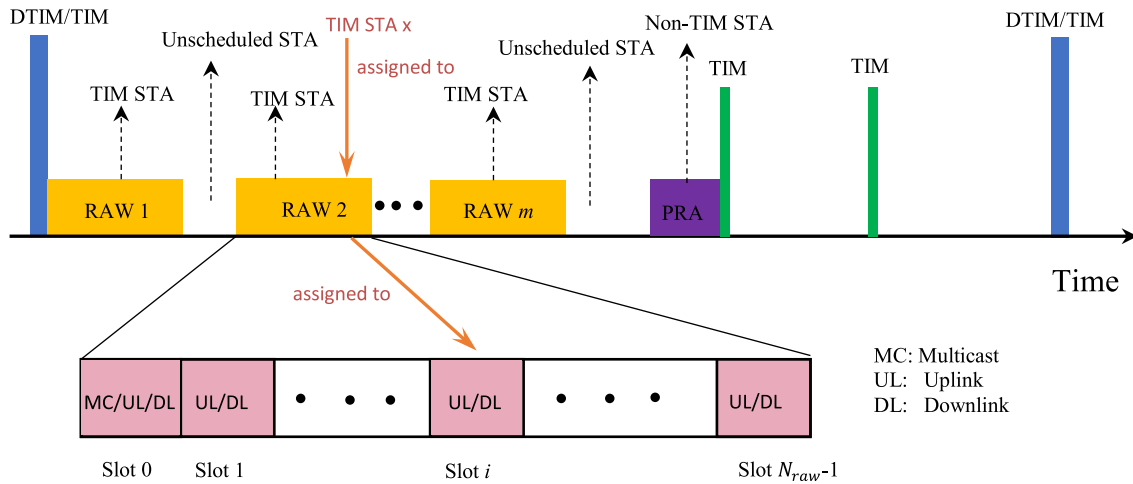 DTIM/TIM
Unscheduled STA
TIM STA x
Unscheduled STA
Non-TIM STA
DTIM/TIM
assigned to
TIM
TIM
TIM STA
TIM STA
TIM STA
RAW 1
RAW 2
RAW m
PRA
Time
assigned to
MC: Multicast
UL: Uplink
DL: Downlink
MC/UL/DL
UL/DL
UL/DL
UL/DL
Slot 0
Slot 1
Slot i
Slot N_{raw}-1